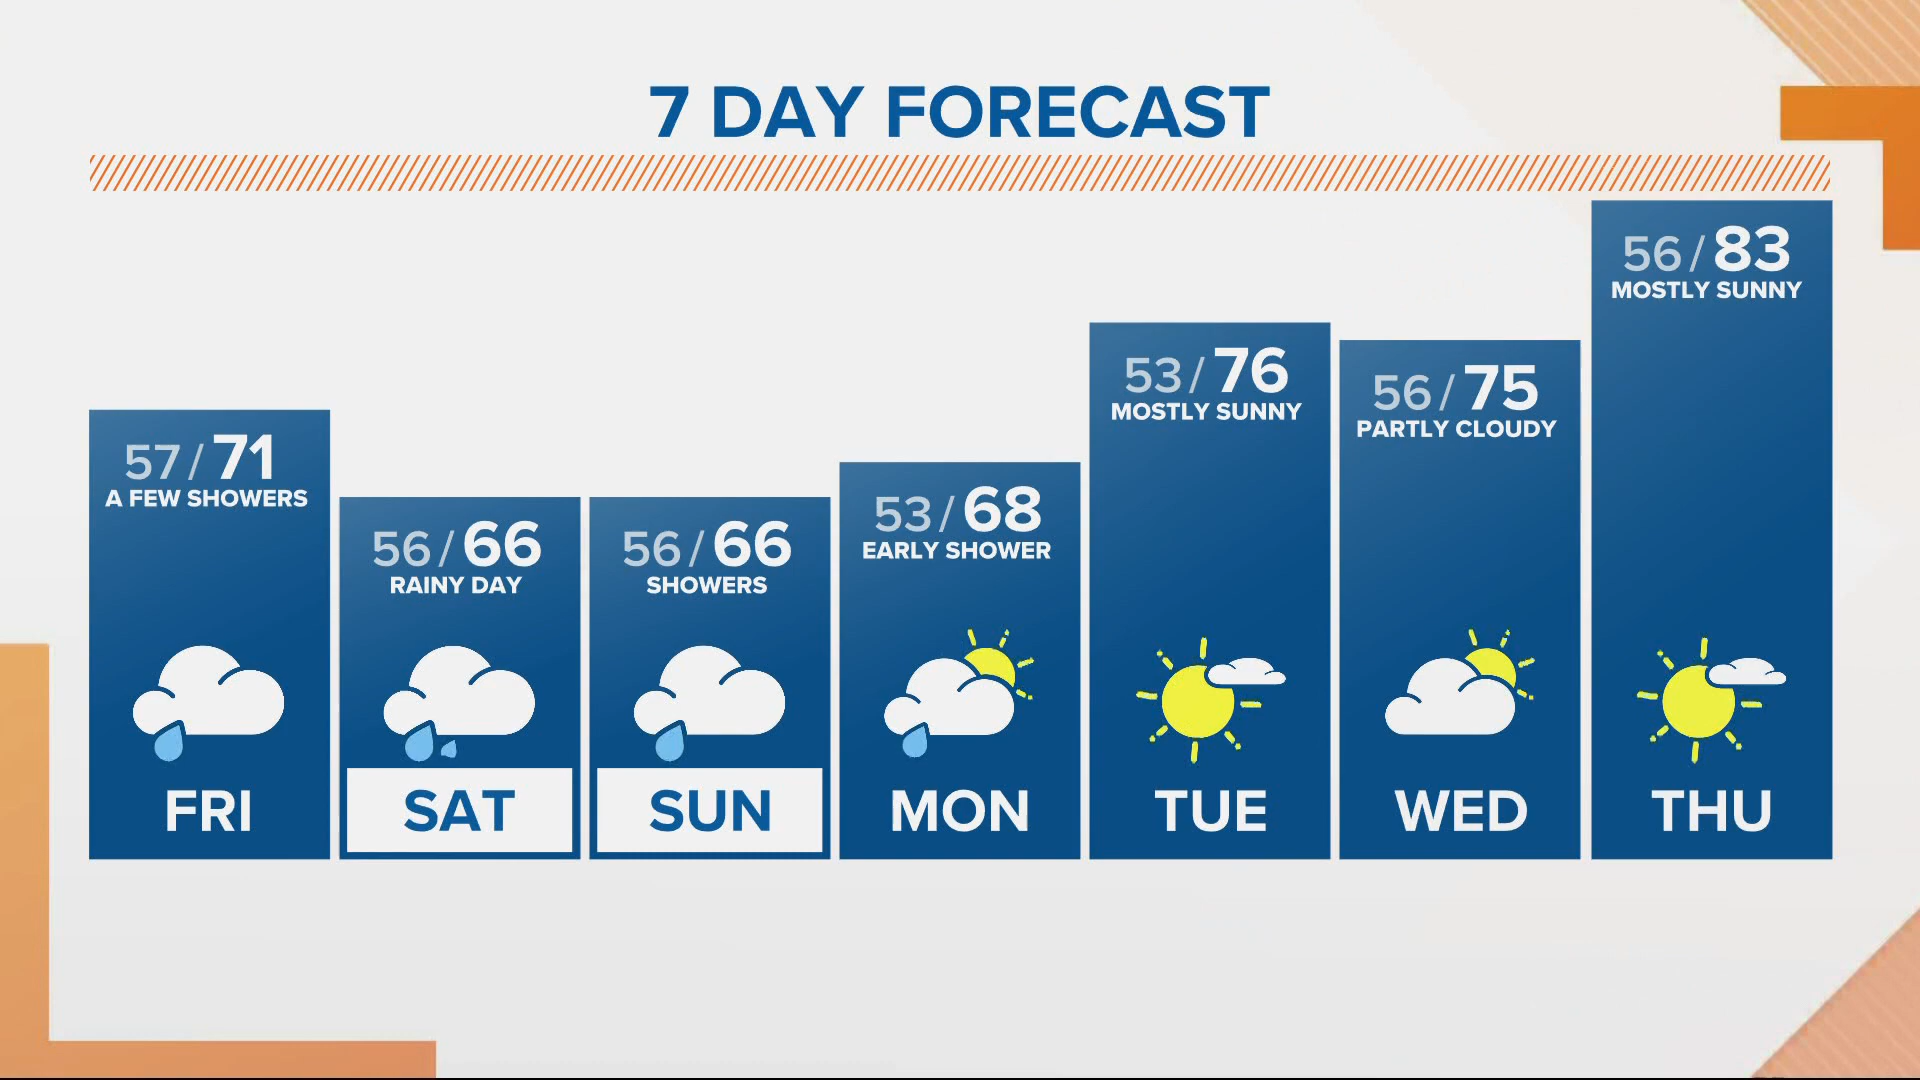 7 DAY FORECAST
57/71
A FEW SHOWERS
FRI
56/66
RAINY DAY
SAT
56/66
SHOWERS
SUN
53/68
EARLY SHOWER
MON
53/76
MOSTLY SUNNY
TUE
56/75
PARTLY CLOUDY
WED
56/83
MOSTLY SUNNY
THU